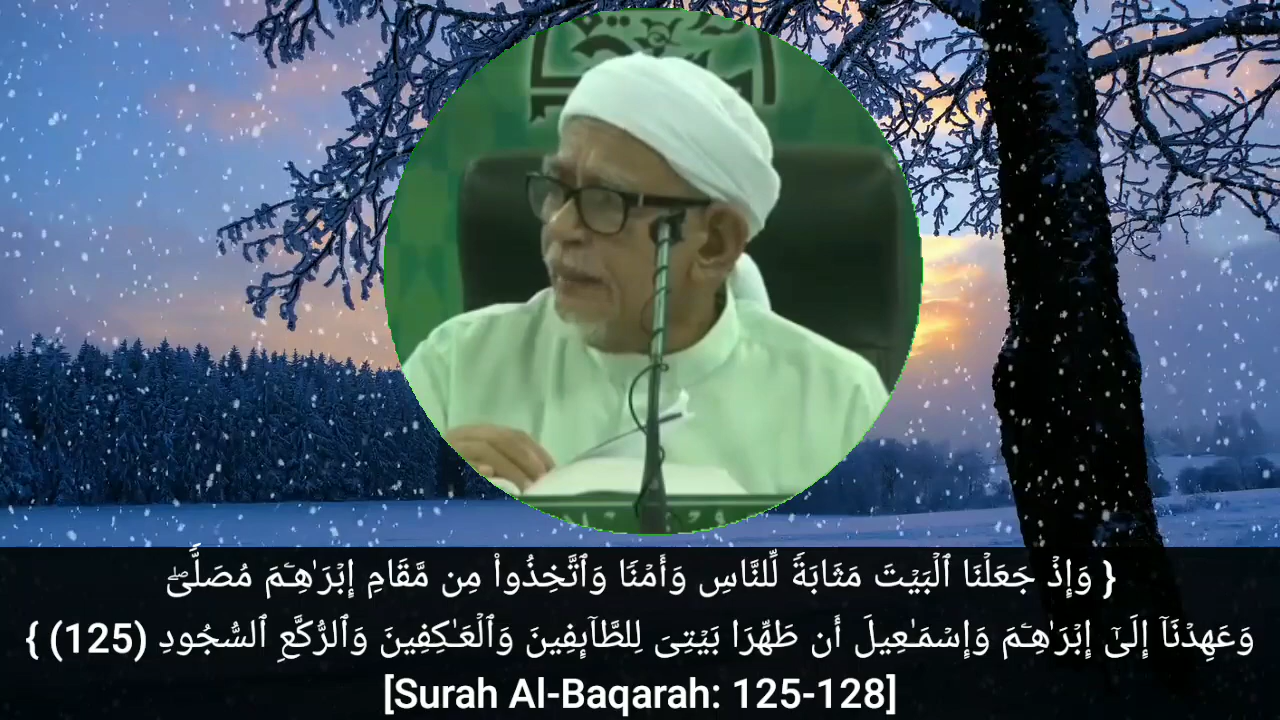 { وَإِذْ جَعَلْنَا ٱلْبَيْتَ مَثَابَةً لِّلنَّاسِ وَأَمْنًا وَٱتَّخِذُوا۟ مِن مَّقَامِ إِبْرَٰهِـۧمَ مُصَلًّىۖ
وَعَهِدْنَآ إِلَىٰٓ إِبْرَٰهِـۧمَ وَإِسْمَـٰعِيلَ أَن طَهِّرَا بَيْتِىَ لِلطَّآئِفِينَ وَٱلْعَـٰكِفِينَ وَٱلرُّكَّعِ ٱلسُّجُودِ (125) }
[Surah Al-Baqarah: 125-128]